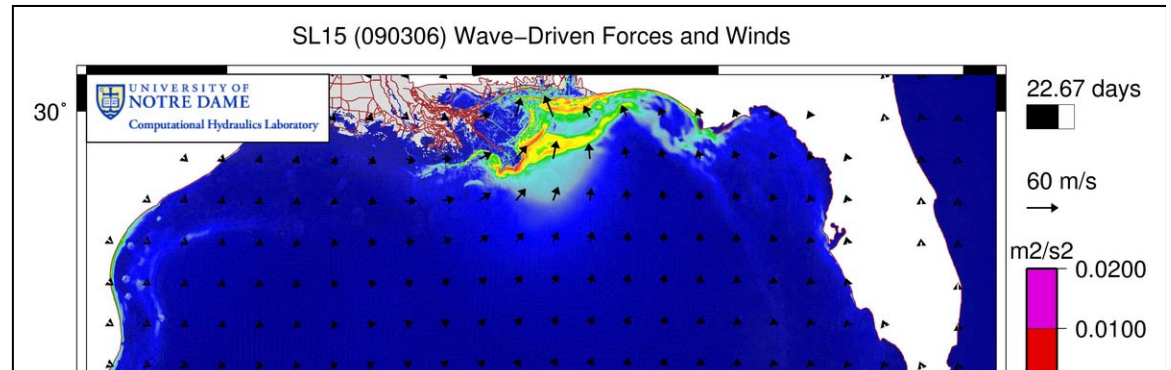 SL15 (090306) Wave−Driven Forces and Winds
UNIVERSITY OF
NOTRE DAME
Computational Hydraulics Laboratory
30°
22.67 days
60 m/s
m2/s2
0.0200
0.0100